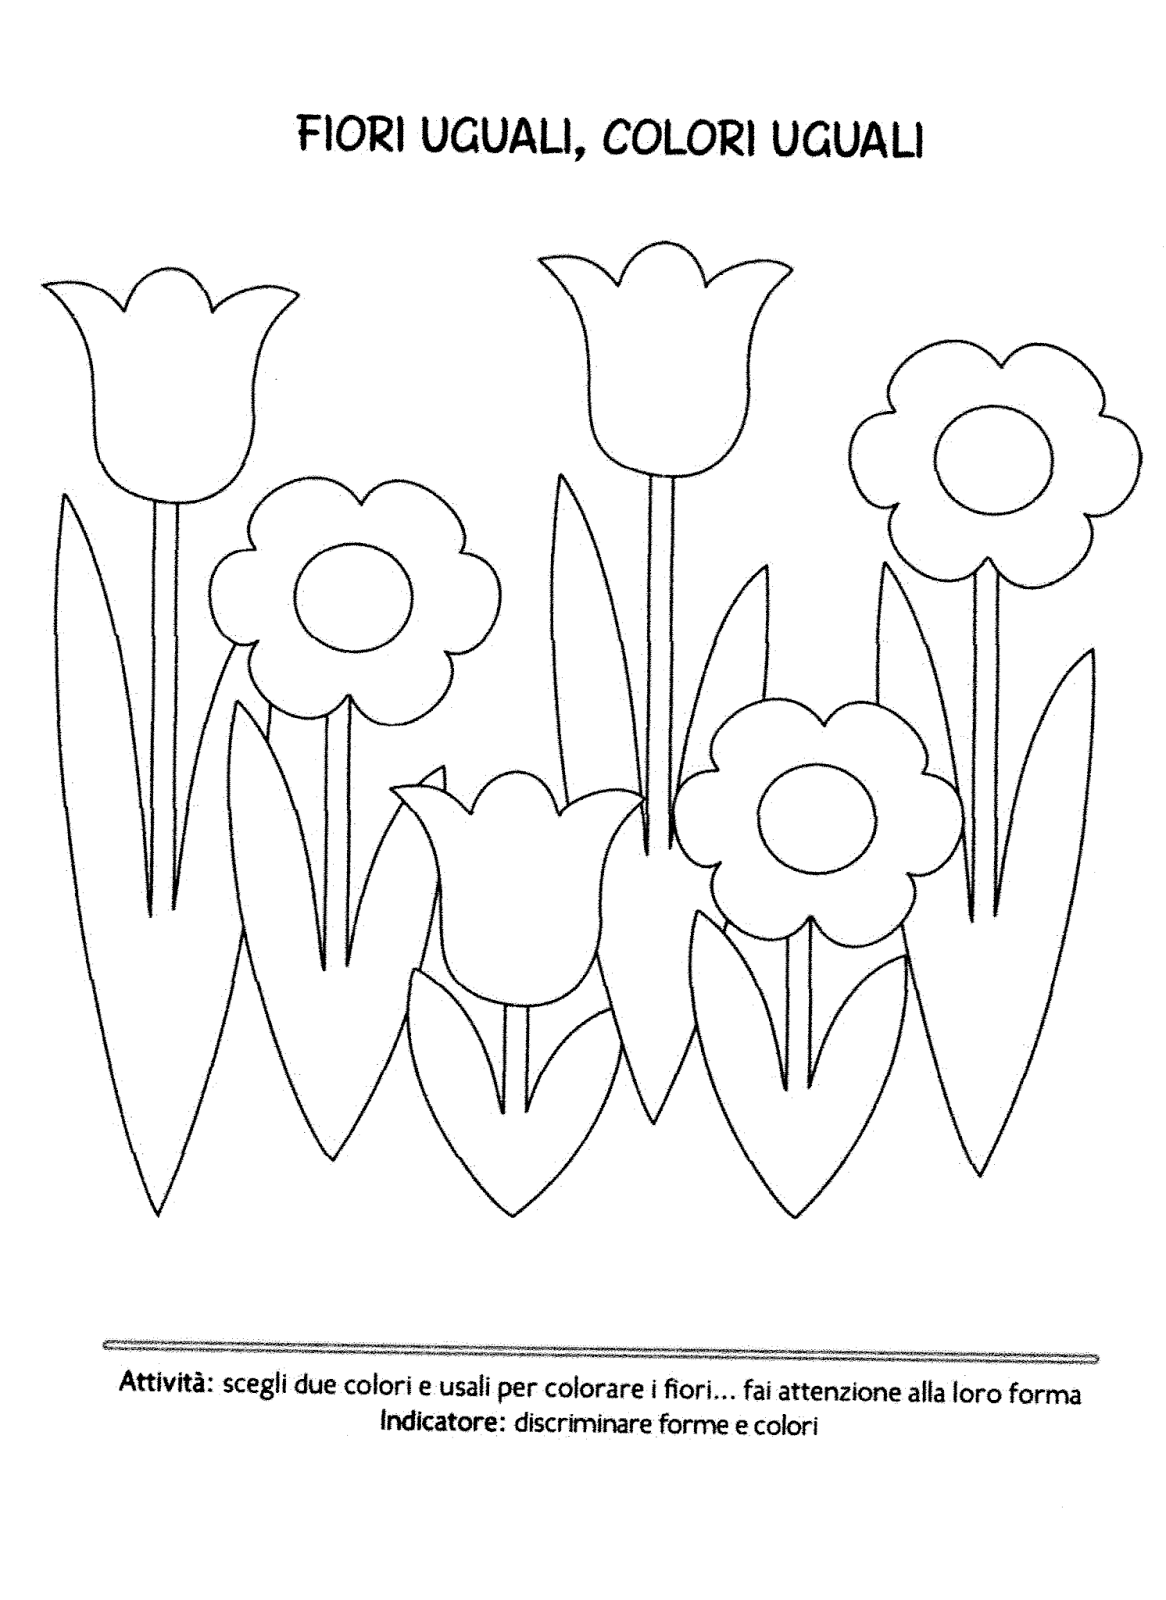 FIORI UGUALI, COLORI UGUALI
Attività: scegli due colori e usali per colorare i fiori... fai attenzione alla loro forma
Indicatore: discriminare forme e colori